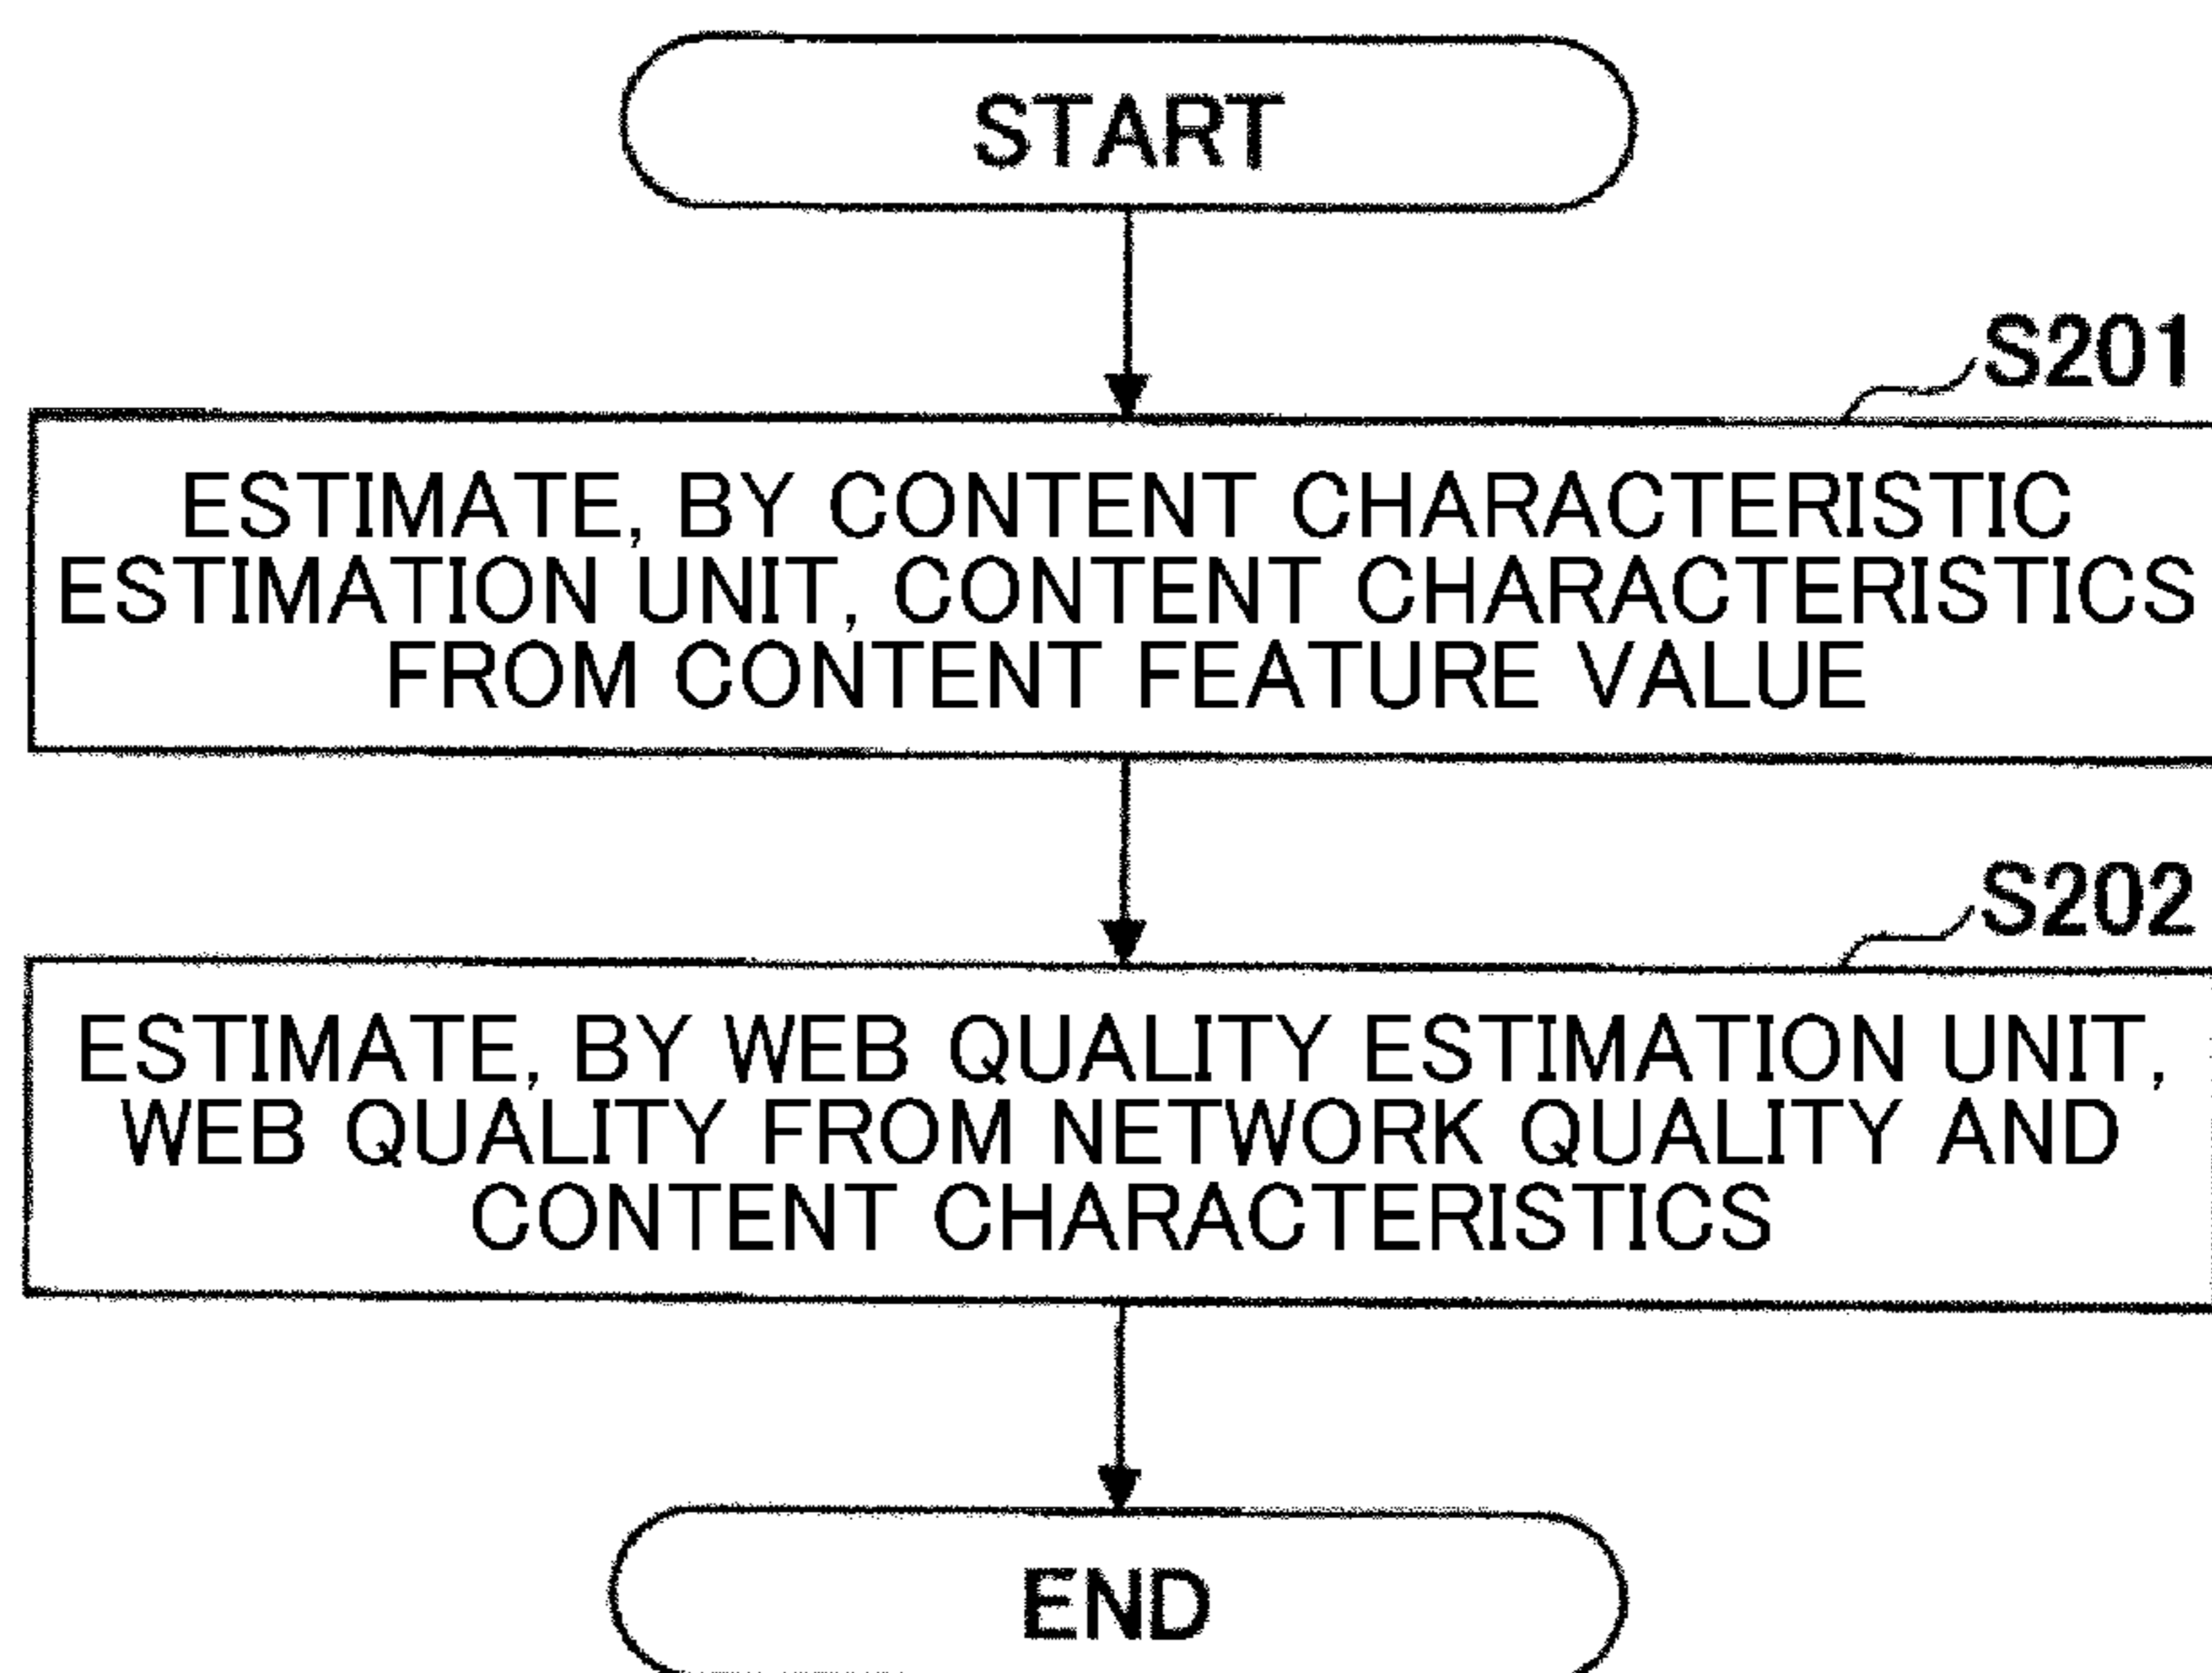 START
S201
ESTIMATE, BY CONTENT CHARACTERISTIC
ESTIMATION UNIT, CONTENT CHARACTERISTICS
FROM CONTENT FEATURE VALUE
S202
ESTIMATE, BY WEB QUALITY ESTIMATION UNIT,
WEB QUALITY FROM NETWORK QUALITY AND
CONTENT CHARACTERISTICS
END